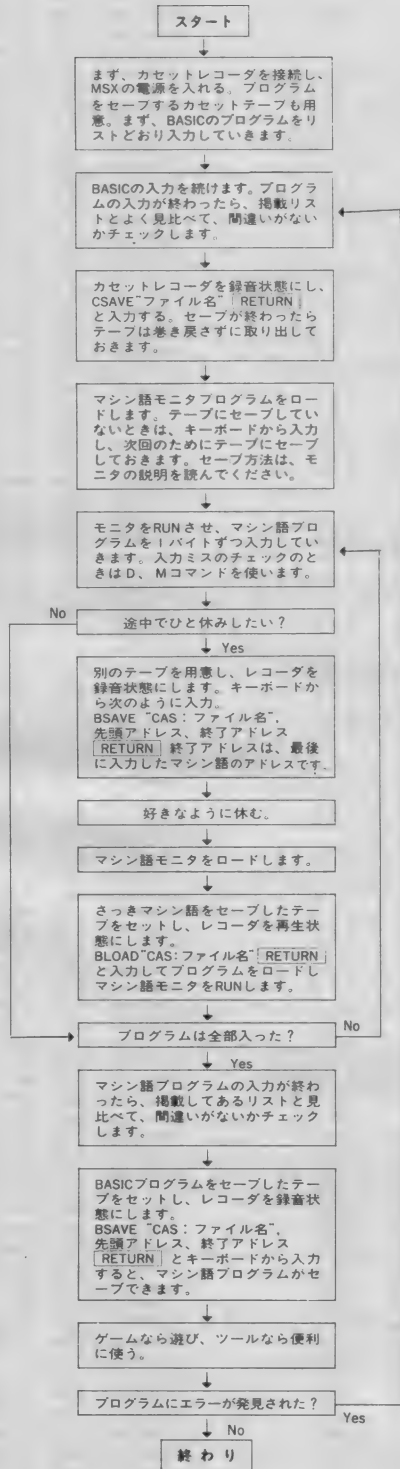 スタート
まず、カセットレコーダを接続し、
MSXの電源を入れる。プログラム
をセーブするカセットテープも用
意。まず、BASICのプログラムをリ
ストどおり入力していきます。
BASICの入力を続けます。プログラ
ムの入力が終わったら、掲載リス
トとよく見比べて、間違いがない
かチェックします。
カセットレコーダを録音状態にし、
CSAVE"ファイル名" RETURN
と入力する。セーブが終わったら
テープは巻き戻さずに取り出して
おきます。
マシン語モニタプログラムをロー
ドします。テープにセーブしてい
ないときは、キーボードから入力
し、次回のためにテープにセーブ
しておきます。セーブ方法は、モ
ニタの説明を読んでください。
モニタをRUNさせ、マシン語プロ
グラムを1バイトずつ入力してい
きます。入力ミスのチェックのと
きはD、Mコマンドを使います。
No
途中でひと休みしたい?
Yes
別のテープを用意し、レコーダを
録音状態にします。キーボードか
ら次のように入力。
BSAVE "CAS:ファイル名",
先頭アドレス、終了アドレス
RETURN 終了アドレスは、最後
に入力したマシン語のアドレスです。
好きなように休む。
マシン語モニタをロードします。
さっきマシン語をセーブしたテー
プをセットし、レコーダを再生状
態にします。
BLOAD"CAS:ファイル名" RETURN
と入力してプログラムをロードし
マシン語モニタをRUNします。
プログラムは全部入った?
No
Yes
マシン語プログラムの入力が終わ
ったら、掲載してあるリストと見
比べて、間違いがないかチェック
します。
BASICプログラムをセーブしたテー
プをセットし、レコーダを録音状
態にします。
BSAVE "CAS:ファイル名",
先頭アドレス、終了アドレス
RETURN とキーボードから入力
すると、マシン語プログラムがセ
ーブできます。
ゲームなら遊び、ツールなら便利
に使う。
プログラムにエラーが発見された?
Yes
No
終わり